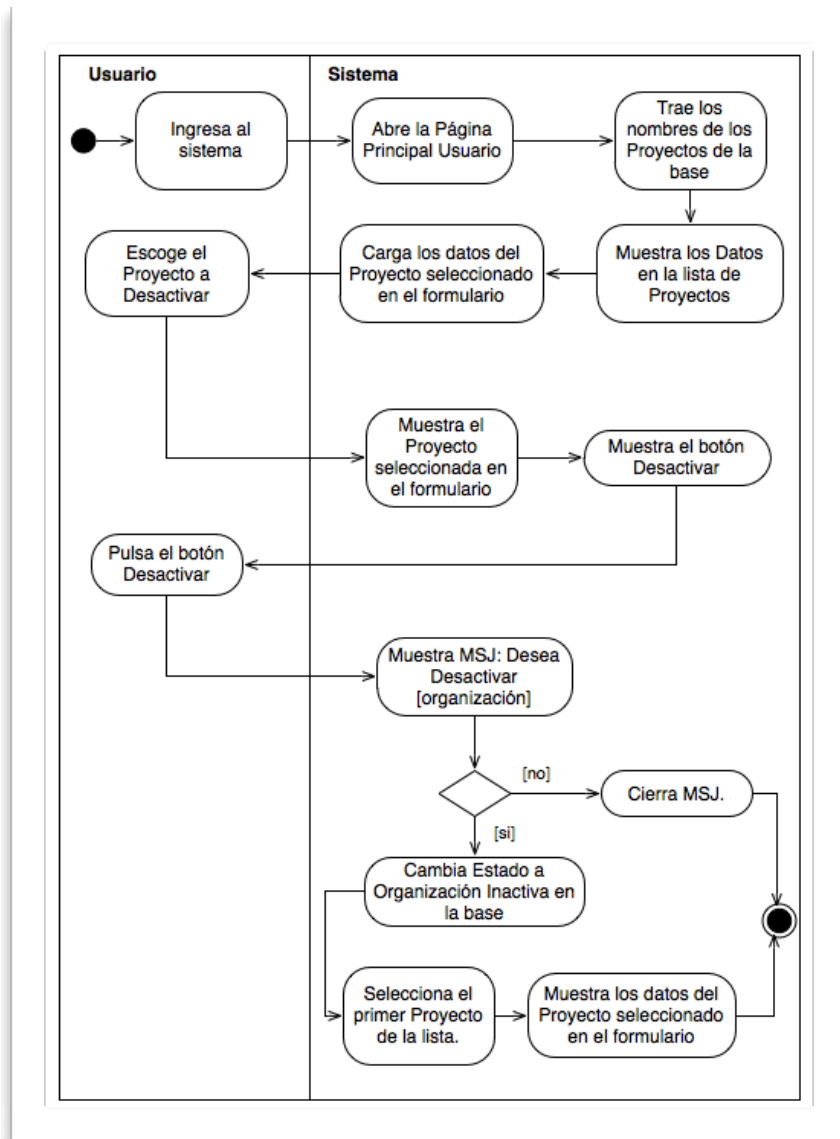 Usuario
Sistema
Ingresa al
sistema
Abre la Página
Principal Usuario
Trae los
nombres de los
Proyectos de la
base
Escoge el
Proyecto a
Desactivar
Carga los datos del
Proyecto seleccionado
en el formulario
Muestra los Datos
en la lista de
Proyectos
Muestra el
Proyecto
seleccionada en
el formulario
Muestra el botón
Desactivar
Pulsa el botón
Desactivar
Muestra MSJ: Desea
Desactivar
[organización]
[no]
Cierra MSJ.
[si]
Cambia Estado a
Organización Inactiva en
la base
Selecciona el
primer Proyecto
de la lista.
Muestra los datos del
Proyecto seleccionado
en el formulario